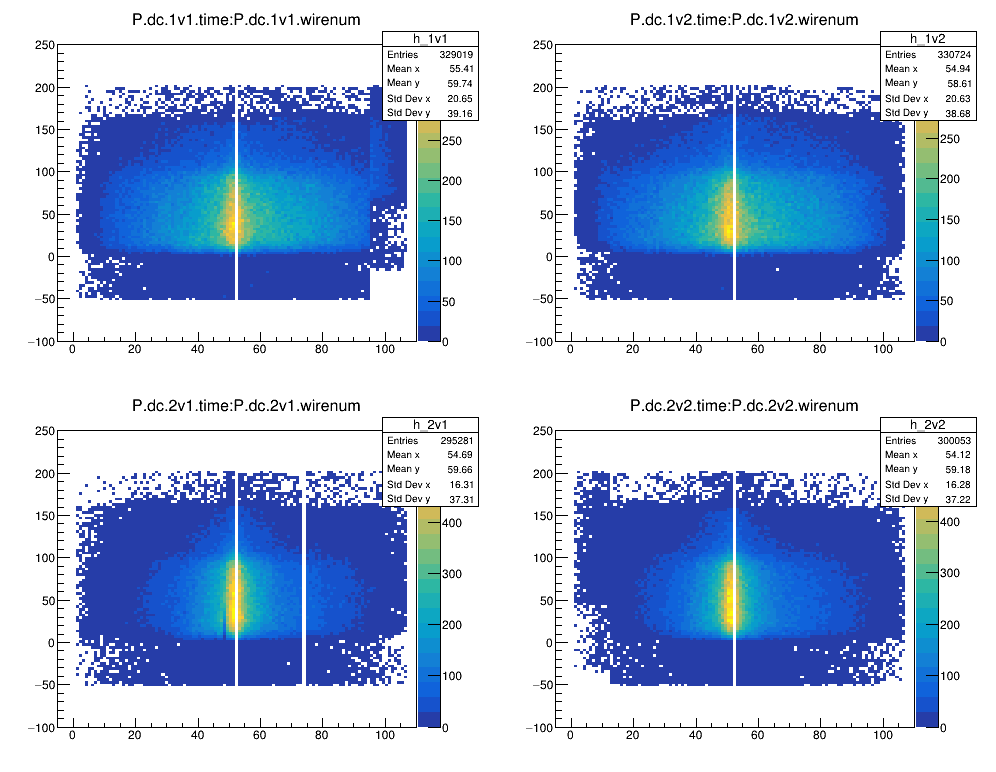 P.dc.1v1.time:P.dc.1v1.wirenum
h_1v1
Entries 329019
Mean x 55.41
Mean y 59.74
Std Dev x 20.65
Std Dev y 39.16
250
200
150
100
50
0
−50
−100
0 20 40 60 80 100
250
200
150
100
50
0
P.dc.1v2.time:P.dc.1v2.wirenum
h_1v2
Entries 330724
Mean x 54.94
Mean y 58.61
Std Dev x 20.63
Std Dev y 38.68
250
200
150
100
50
0
−50
−100
0 20 40 60 80 100
250
200
150
100
50
0
P.dc.2v1.time:P.dc.2v1.wirenum
h_2v1
Entries 295281
Mean x 54.69
Mean y 59.66
Std Dev x 16.31
Std Dev y 37.31
250
200
150
100
50
0
−50
−100
0 20 40 60 80 100
400
300
200
100
0
P.dc.2v2.time:P.dc.2v2.wirenum
h_2v2
Entries 300053
Mean x 54.12
Mean y 59.18
Std Dev x 16.28
Std Dev y 37.22
250
200
150
100
50
0
−50
−100
0 20 40 60 80 100
400
300
200
100
0